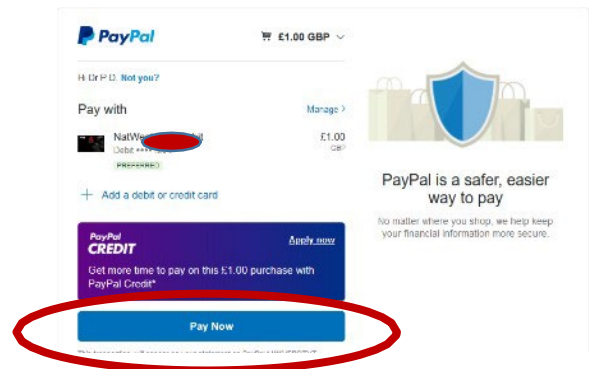 PayPal
£1.00 GBP
Hi Dr P D. Not you?
Pay with
Manage >
NatWest
£1.00
GBP
Debit ••••
PREFERRED
+ Add a debit or credit card
PayPal
CREDIT
Apply now
Get more time to pay on this £1.00 purchase with
PayPal Credit*
Pay Now
PayPal is a safer, easier
way to pay
No matter where you shop, we help keep
your financial information more secure.